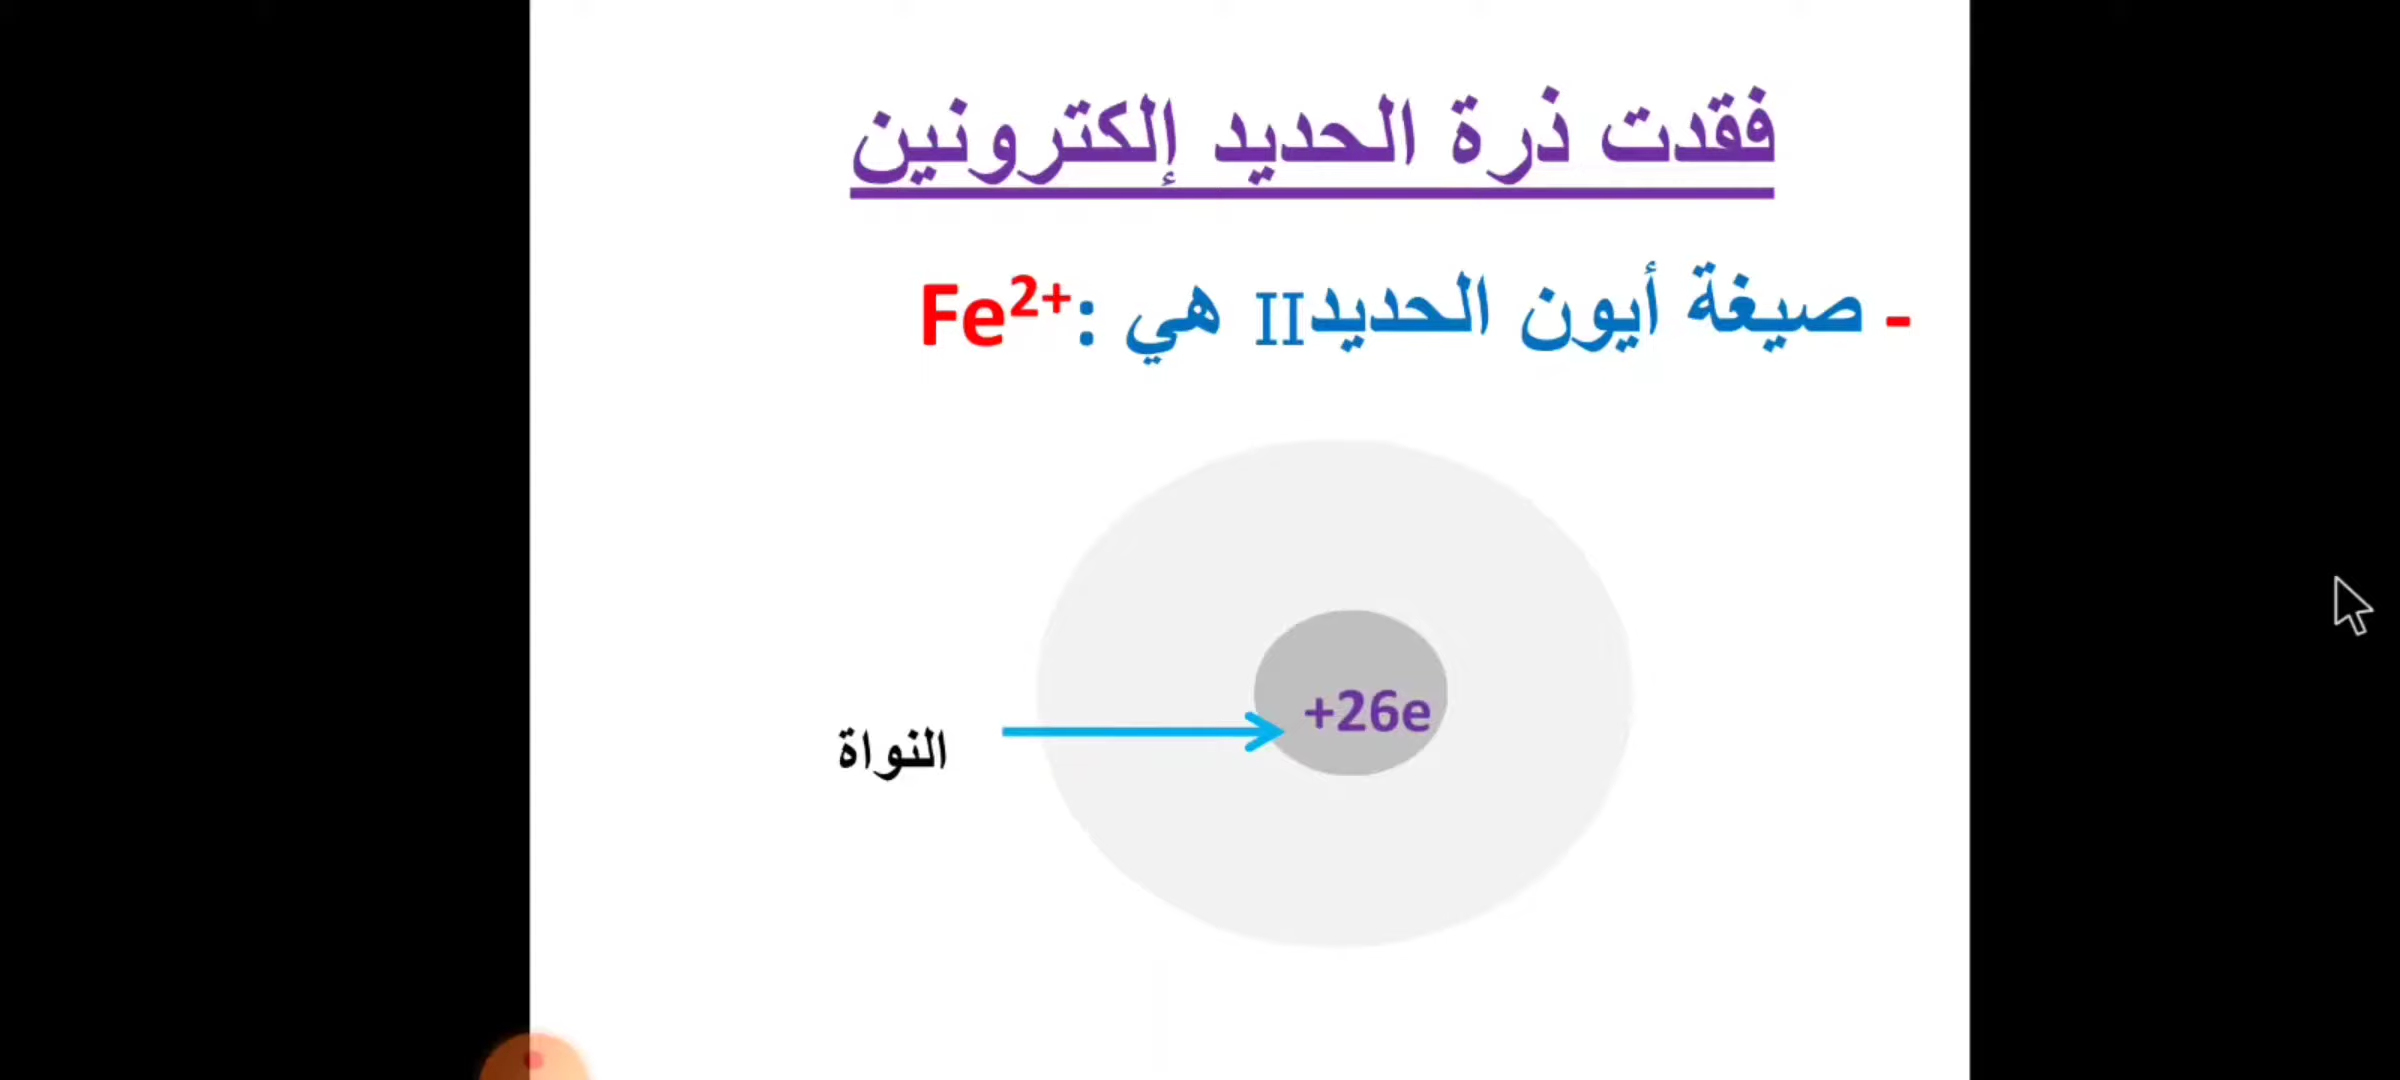 فقدت ذرة الحديد إلكترونين
- صيغة أيون الحديدII هي : Fe²⁺
+26e
النواة